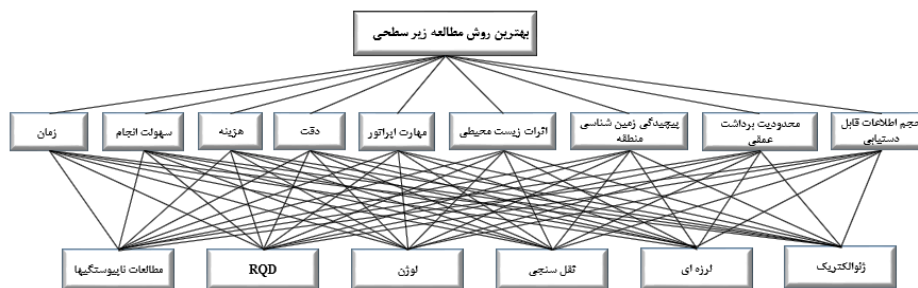 بهترین روش مطالعه زیر سطحی
حجم اطلاعات قابل
دستیابی
محدودیت برداشت
عمقی
پیچیدگی زمین شناسی
منطقه
اثرات زیست محیطی
مهارت اپراتور
دقت
هزینه
سهولت انجام
زمان
ژئوالکتریک
لرزه ای
ثقل سنجی
لوژن
RQD
مطالعات ناپیوستگیها